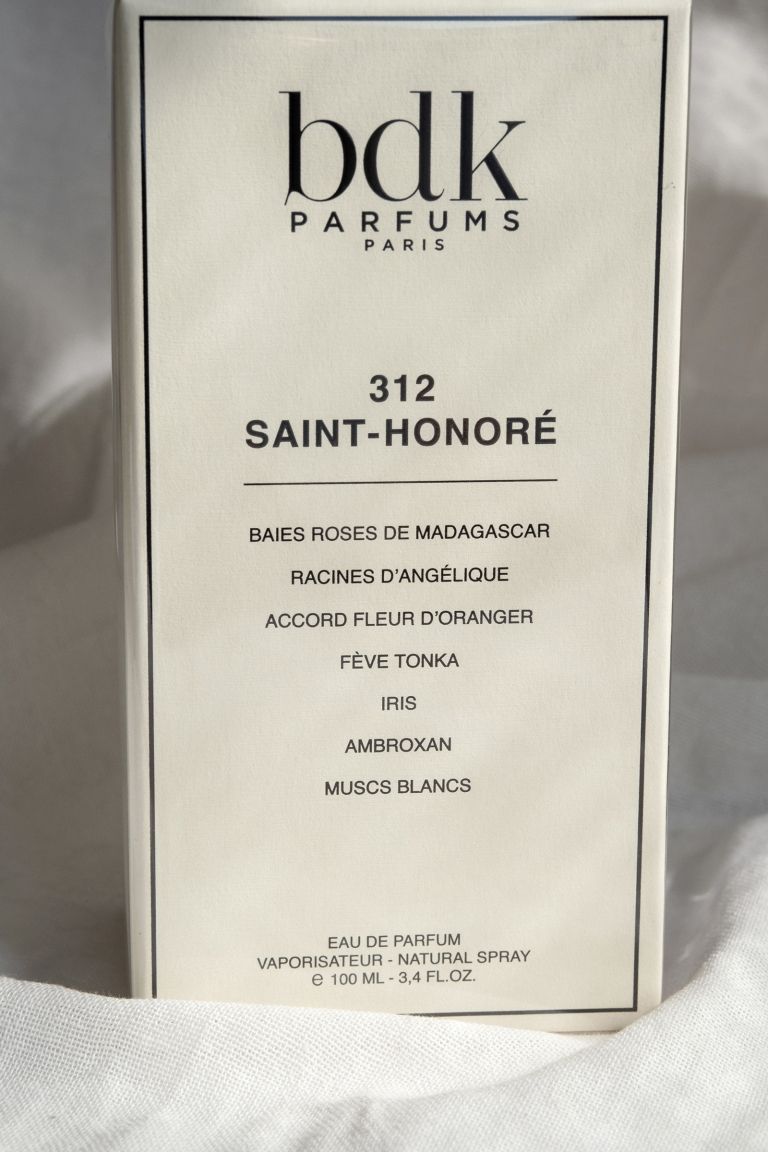 bdk
PARFUMS
PARIS
312
SAINT-HONORÉ
BAIES ROSES DE MADAGASCAR
RACINES D'ANGÉLIQUE
ACCORD FLEUR D'ORANGER
FÈVE TONKA
IRIS
AMBROXAN
MUSCS BLANCS
EAU DE PARFUM
VAPORISATEUR - NATURAL SPRAY
℮ 100 ML - 3,4 FL.OZ.